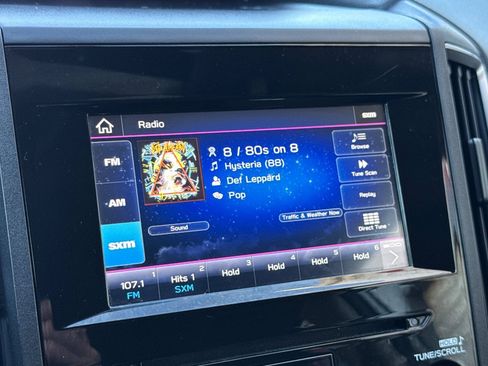 Radio
sxm
FM
AM
sxm
8 / 80s on 8
Hysteria (88)
Def Leppard
Pop
Sound
Traffic & Weather Now
Browse
Tune Scan
Replay
Direct Tune
1
107.1
FM
2
Hits 1
SXM
3
Hold
4
Hold
5
Hold
6
Hold
HOLD
TUNE/SCROLL